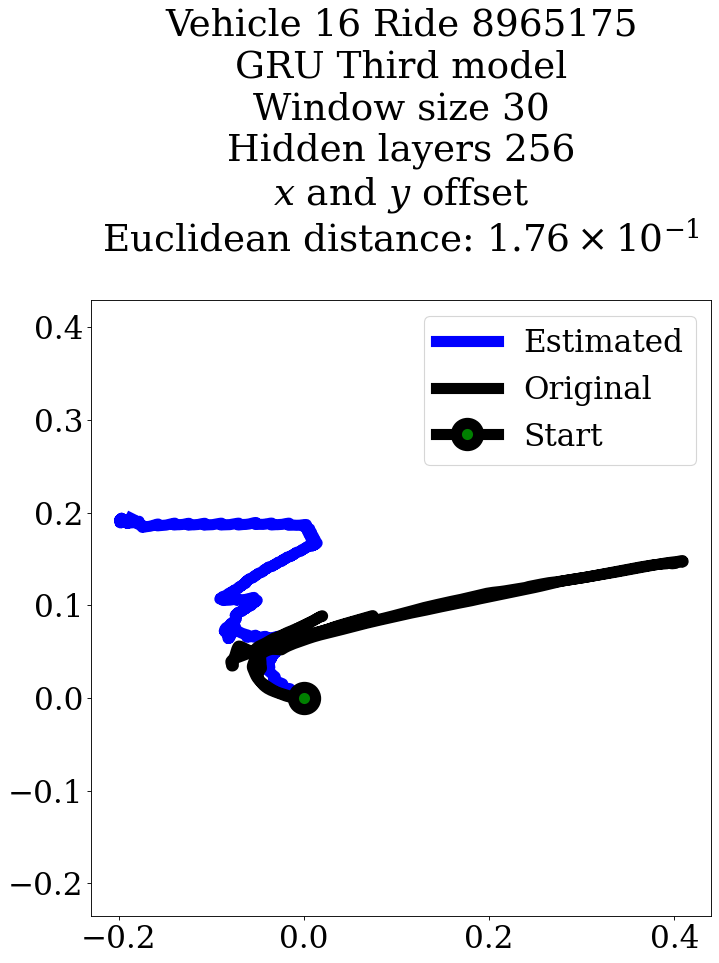 Vehicle 16 Ride 8965175
GRU Third model
Window size 30
Hidden layers 256
x and y offset
Euclidean distance: 1.76 × 10⁻¹
Estimated
Original
Start
0.4
0.3
0.2
0.1
0.0
−0.1
−0.2
−0.2 0.0 0.2 0.4